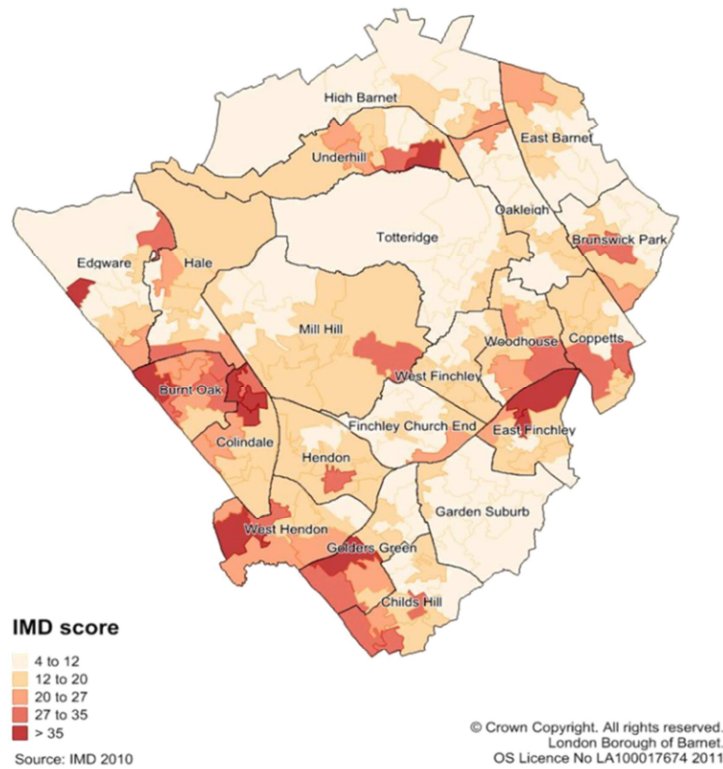 High Barnet
East Barnet
Underhill
Oakleigh
Totteridge
Brunswick Park
Edgware
Hale
Mill Hill
Woodhouse
Coppetts
West Finchley
Burnt Oak
Finchley Church End
East Finchley
Colindale
Hendon
Garden Suburb
West Hendon
Golders Green
Childs Hill
IMD score
4 to 12
12 to 20
20 to 27
27 to 35
> 35
Source: IMD 2010
© Crown Copyright. All rights reserved.
London Borough of Barnet.
OS Licence No LA100017674 2011